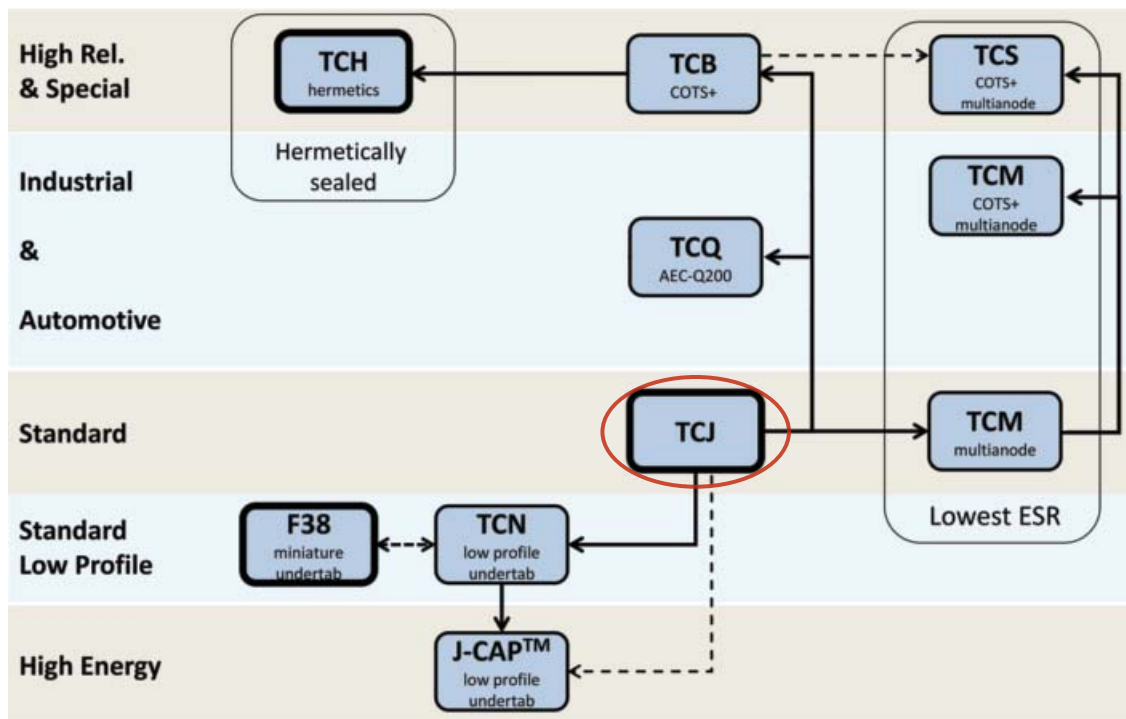 High Rel.
& Special
TCH
hermetics
Hermetically
sealed
TCB
COTS+
TCS
COTS+
multianode
Industrial
&
Automotive
TCM
COTS+
multianode
TCQ
AEC-Q200
Standard
TCJ
TCM
multianode
Lowest ESR
Standard
Low Profile
F38
miniature
undertab
TCN
low profile
undertab
High Energy
J-CAP™
low profile
undertab